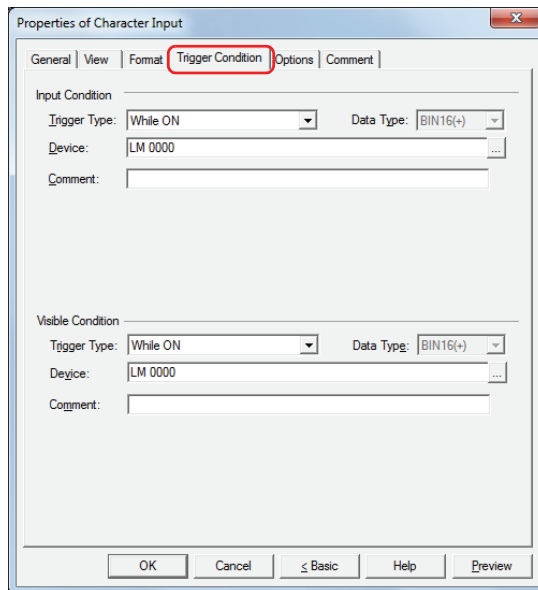 Properties of Character Input
X
General View Format Trigger Condition Options Comment
Input Condition
Trigger Type: While ON Data Type: BIN16(+)
Device: LM 0000 ...
Comment:
Visible Condition
Trigger Type: While ON Data Type: BIN16(+)
Device: LM 0000 ...
Comment:
OK Cancel < Basic Help Preview